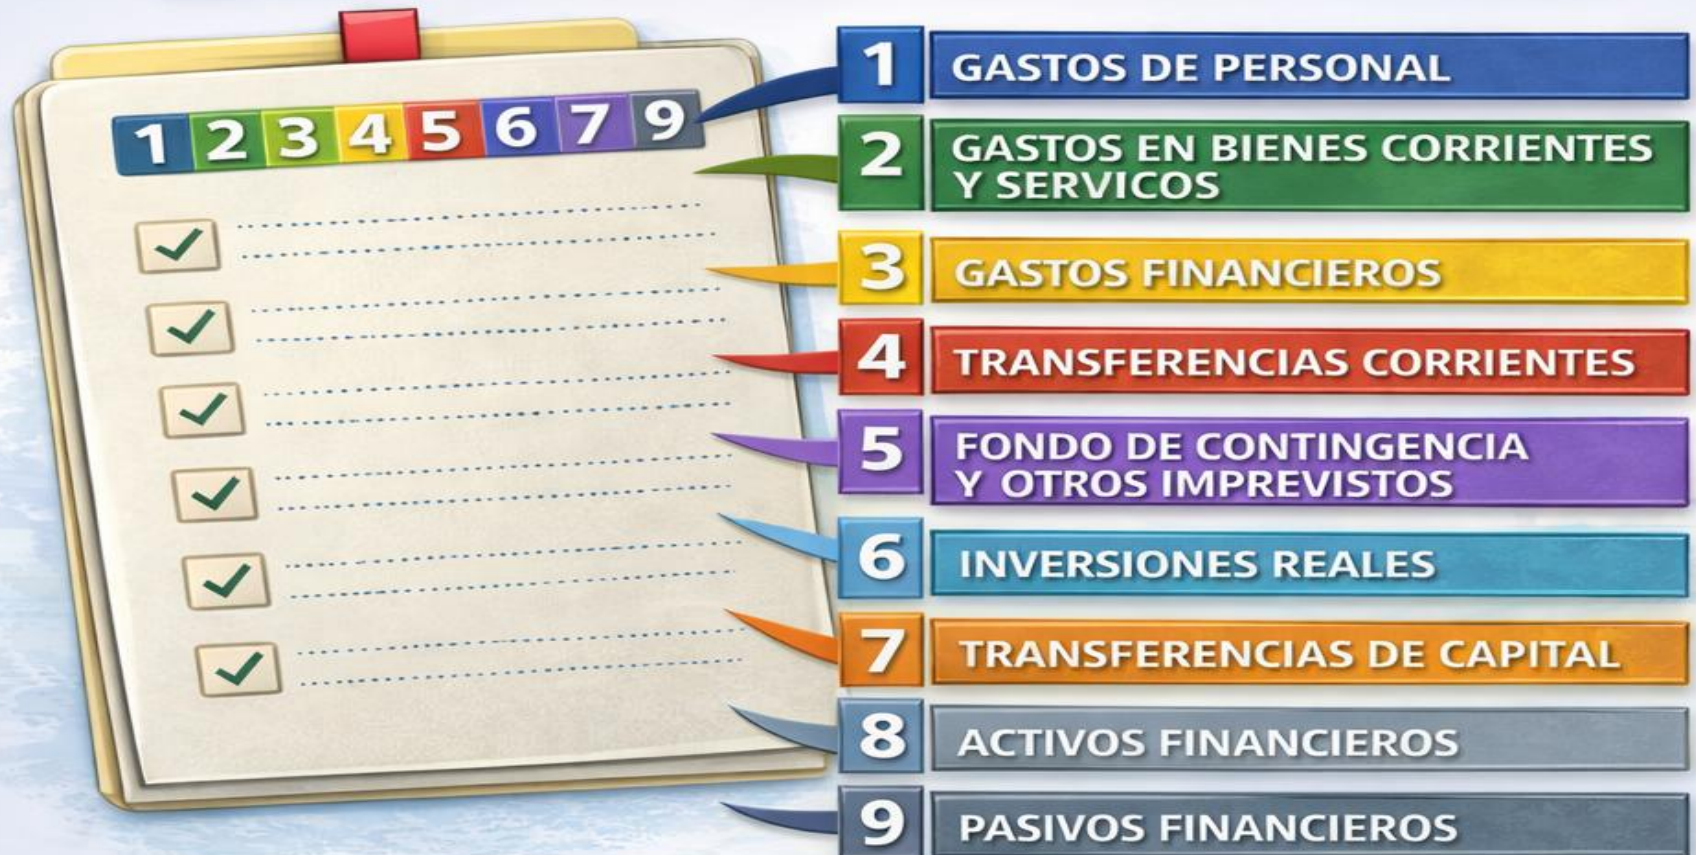 1 2 3 4 5 6 7 9
1 GASTOS DE PERSONAL
2 GASTOS EN BIENES CORRIENTES
Y SERVICOS
3 GASTOS FINANCIEROS
4 TRANSFERENCIAS CORRIENTES
5 FONDO DE CONTINGENCIA
Y OTROS IMPREVISTOS
6 INVERSIONES REALES
7 TRANSFERENCIAS DE CAPITAL
8 ACTIVOS FINANCIEROS
9 PASIVOS FINANCIEROS